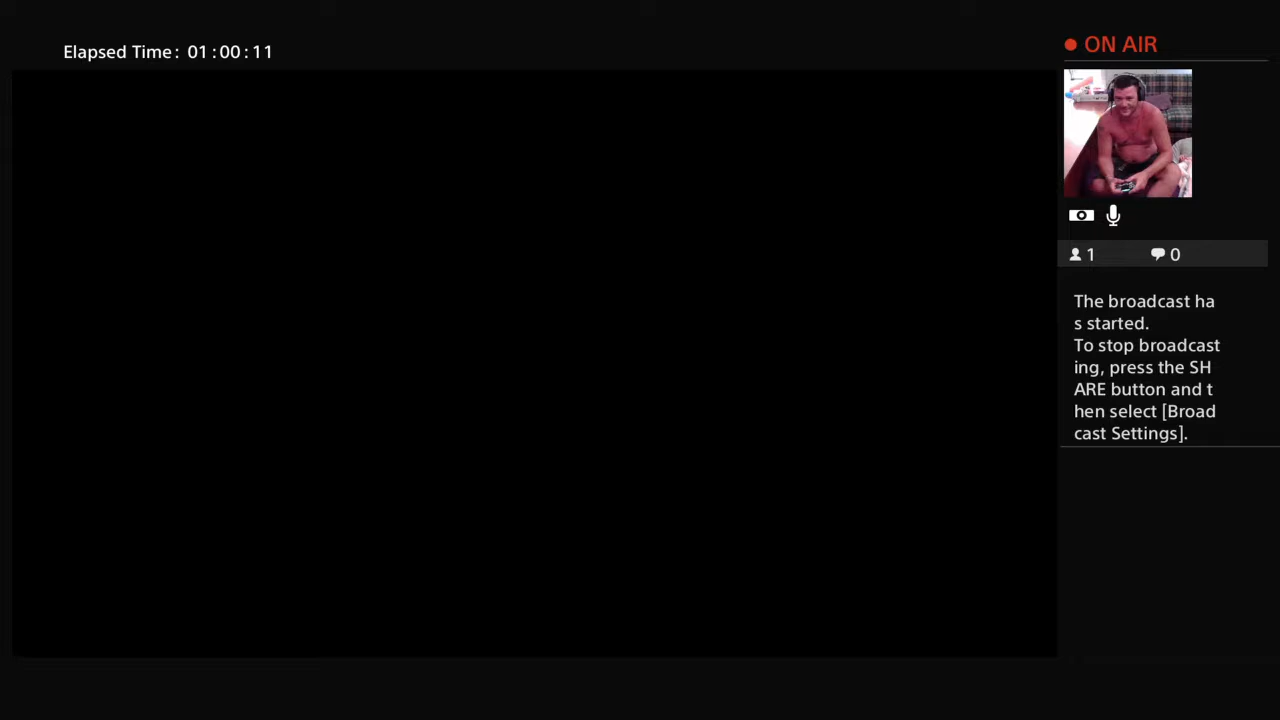 Elapsed Time: 01:00:11
ON AIR
1 0
The broadcast ha
s started.
To stop broadcast
ing, press the SH
ARE button and t
hen select [Broad
cast Settings].